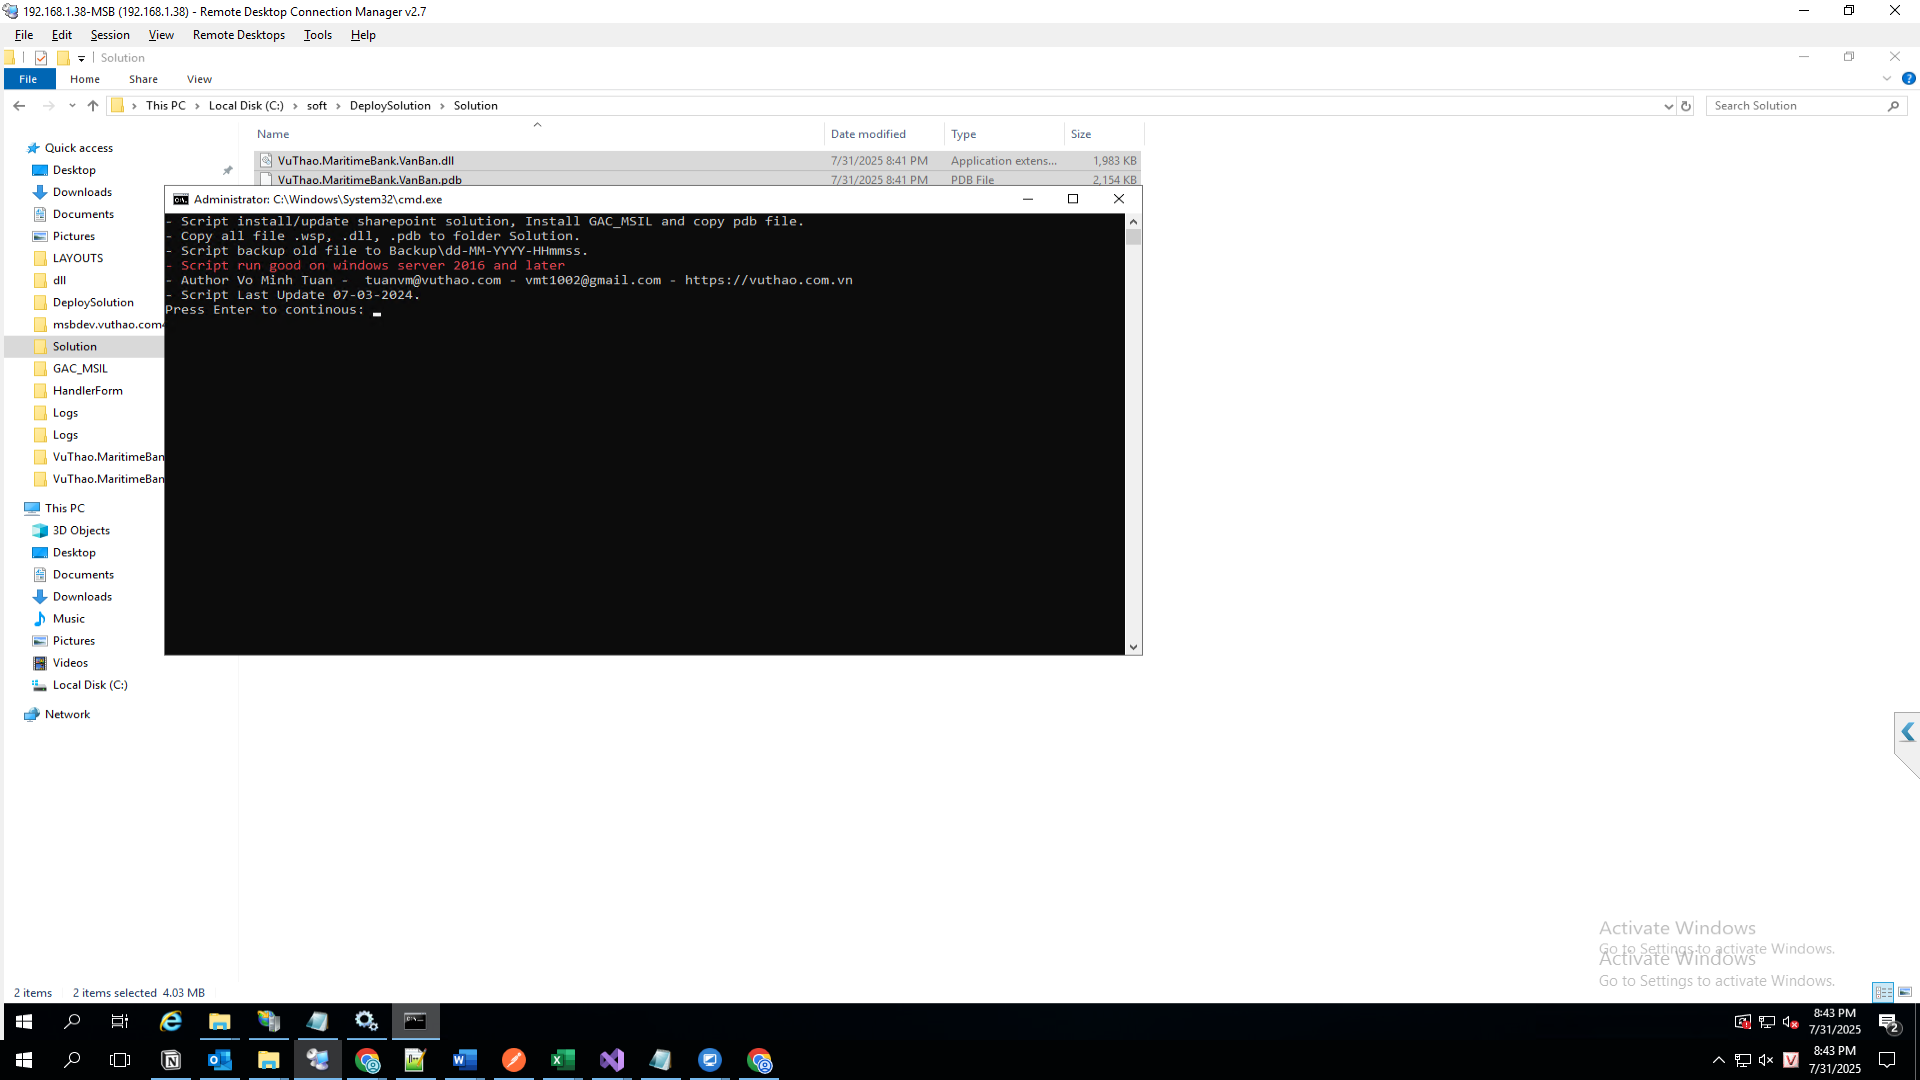 192.168.1.38-MSB (192.168.1.38) - Remote Desktop Connection Manager v2.7
File Edit Session View Remote Desktops Tools Help
Solution
File Home Share View
This PC Local Disk (C:) soft DeploySolution Solution
Search Solution
Name Date modified Type Size
VuThao.MaritimeBank.VanBan.dll 7/31/2025 8:41 PM Application extens... 1,983 KB
VuThao.MaritimeBank.VanBan.pdb 7/31/2025 8:41 PM PDB File 2,154 KB
Quick access
Desktop
Downloads
Documents
Pictures
LAYOUTS
dll
DeploySolution
msbdev.vuthao.com
Solution
GAC_MSIL
HandlerForm
Logs
Logs
VuThao.MaritimeBan
VuThao.MaritimeBan
This PC
3D Objects
Desktop
Documents
Downloads
Music
Pictures
Videos
Local Disk (C:)
Network
Administrator: C:\Windows\System32\cmd.exe
- Script install/update sharepoint solution, Install GAC_MSIL and copy pdb file.
- Copy all file .wsp, .dll, .pdb to folder Solution.
- Script backup old file to Backup\dd-MM-YYYY-HHmmss.
- Script run good on windows server 2016 and later
- Author Vo Minh Tuan - tuanvm@vuthao.com - vmt1002@gmail.com - https://vuthao.com.vn
- Script Last Update 07-03-2024.
Press Enter to continous:
Activate Windows
Go to Settings to activate Windows.
Activate Windows
Go to Settings to activate Windows.
2 items 2 items selected 4.03 MB
8:43 PM
7/31/2025
2
8:43 PM
7/31/2025